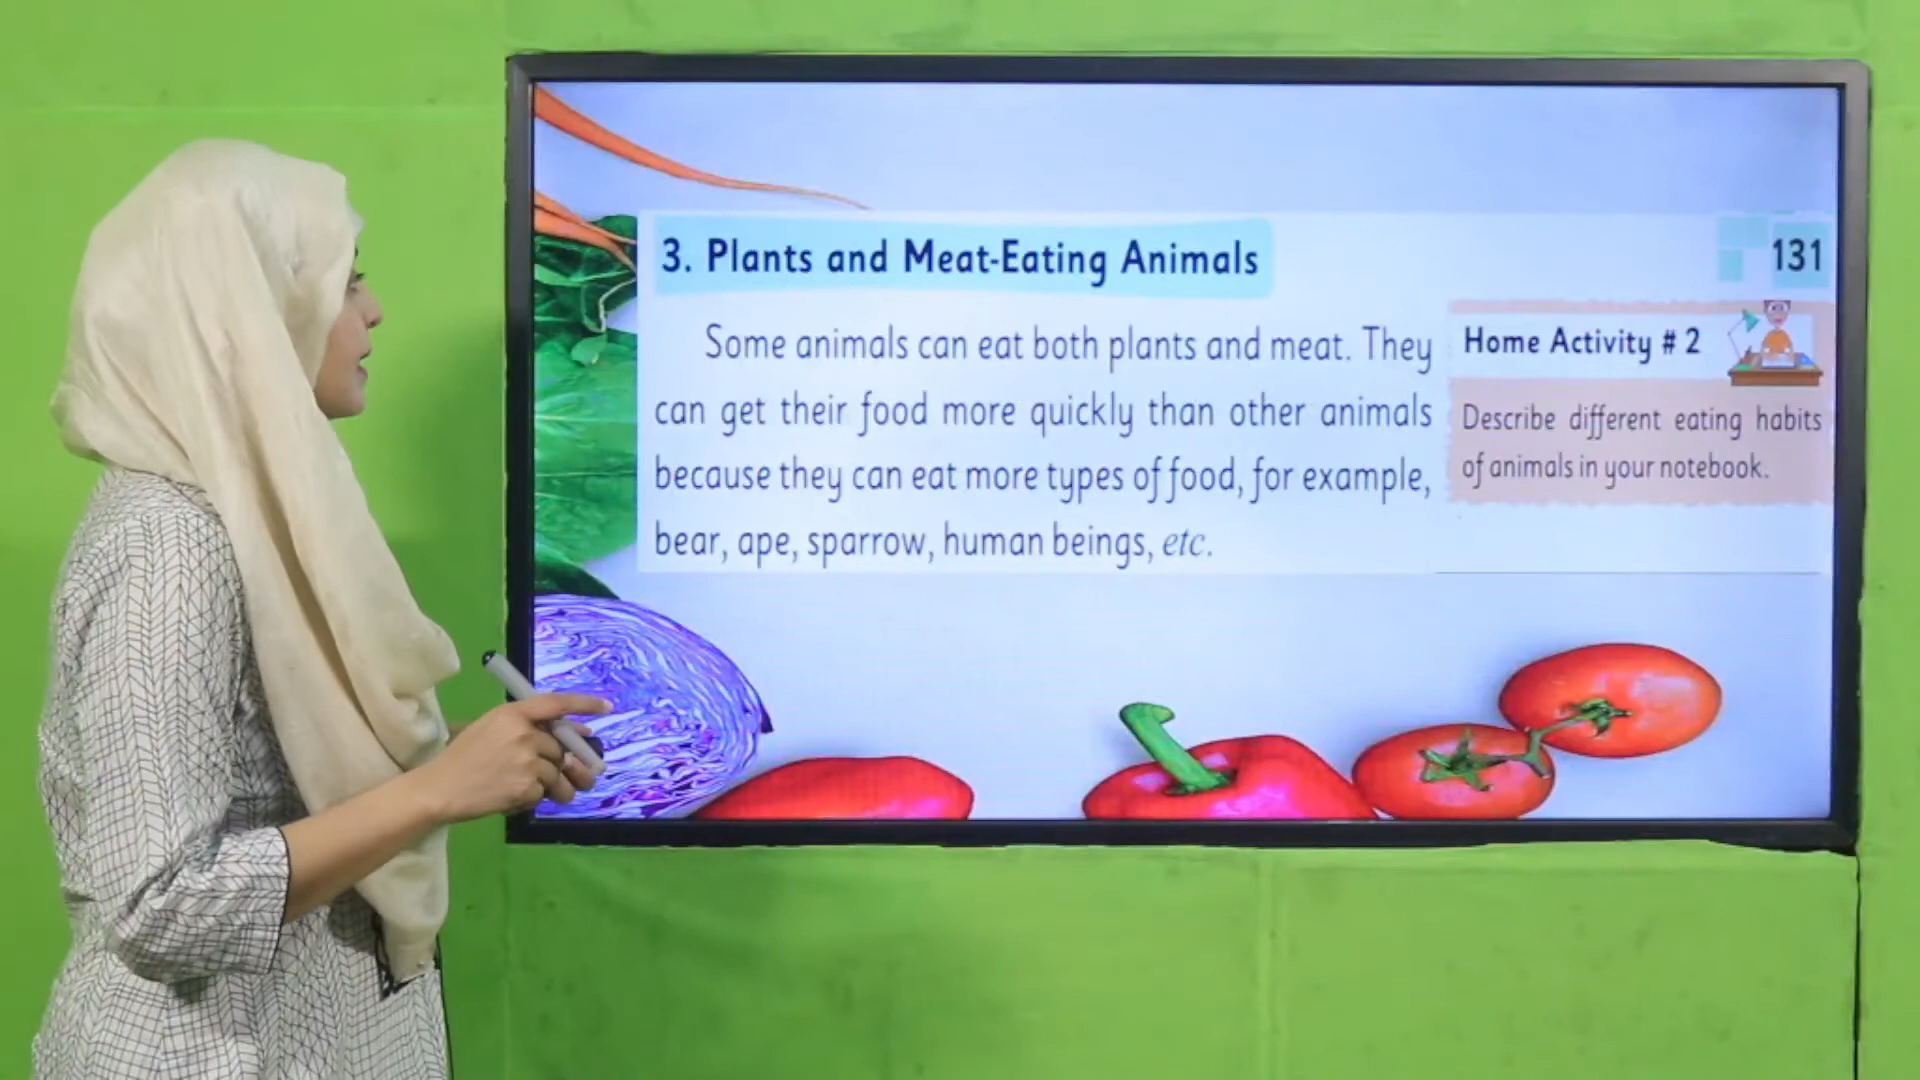 3. Plants and Meat-Eating Animals
131
Some animals can eat both plants and meat. They
can get their food more quickly than other animals
because they can eat more types of food, for example,
bear, ape, sparrow, human beings, etc.
Home Activity # 2
Describe different eating habits
of animals in your notebook.